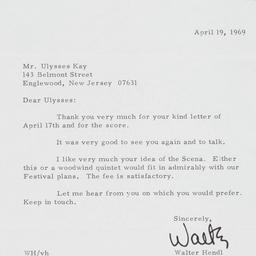 April 19, 1969
Mr. Ulysses Kay
143 Belmont Street
Englewood, New Jersey 07631
Dear Ulysses:
Thank you very much for your kind letter of
April 17th and for the score.
It was very good to see you again and to talk.
I like very much your idea of the Scena. Either
this or a woodwind quintet would fit in admirably with our
Festival plans. The fee is satisfactory.
Let me hear from you on which you would prefer.
Keep in touch.
Sincerely,
Walter
WH/vh Walter Hendl